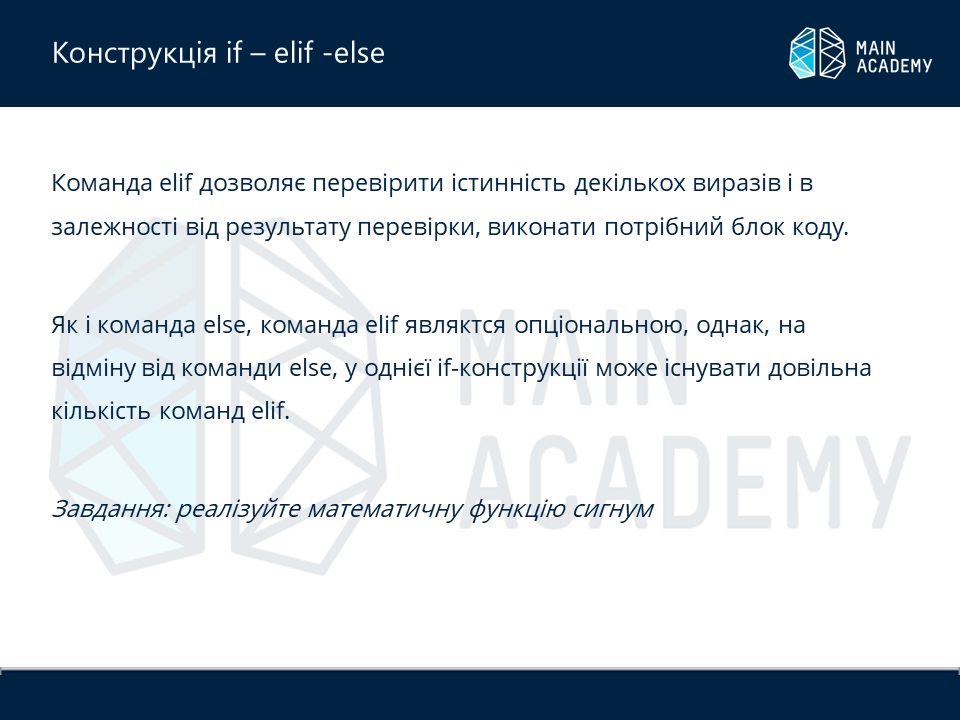 Конструкція if – elif -else
MAIN
ACADEMY
Команда elif дозволяє перевірити істинність декількох виразів і в
залежності від результату перевірки, виконати потрібний блок коду.
Як і команда else, команда elif являктся опціональною, однак, на
відміну від команди else, у однієї if-конструкції може існувати довільна
кількість команд elif.
Завдання: реалізуйте математичну функцію сигнум
MAIN
ACADEMY